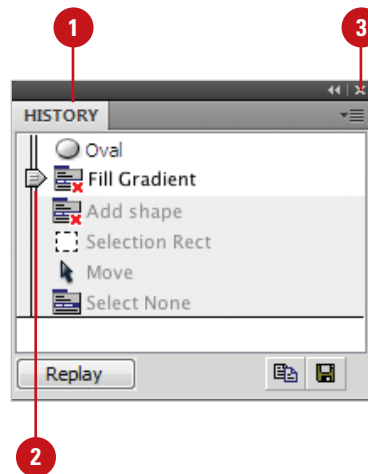 1
3
HISTORY
Oval
Fill Gradient
Add shape
Selection Rect
Move
Select None
Replay
2